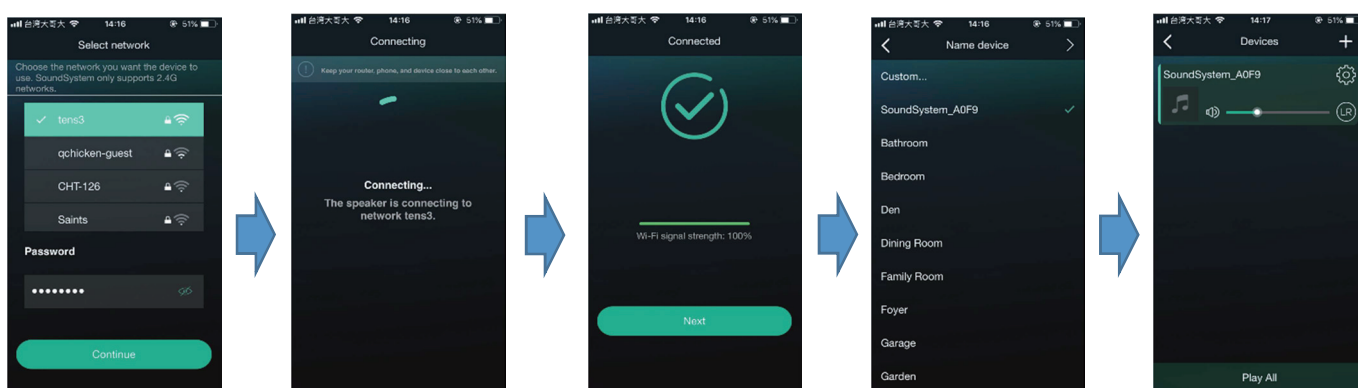 台灣大哥大 14:16 51%
Select network
Choose the network you want the device to
use. SoundSystem only supports 2.4G
networks.
tens3
qchicken-guest
CHT-126
Saints
Password
••••••••
Continue
台灣大哥大 14:16 51%
Connecting
Keep your router, phone, and device close to each other.
Connecting...
The speaker is connecting to
network tens3.
台灣大哥大 14:16 51%
Connected
Wi-Fi signal strength: 100%
Next
台灣大哥大 14:16 51%
Name device
Custom...
SoundSystem_A0F9
Bathroom
Bedroom
Den
Dining Room
Family Room
Foyer
Garage
Garden
台灣大哥大 14:17 51%
Devices
SoundSystem_A0F9
LR
Play All